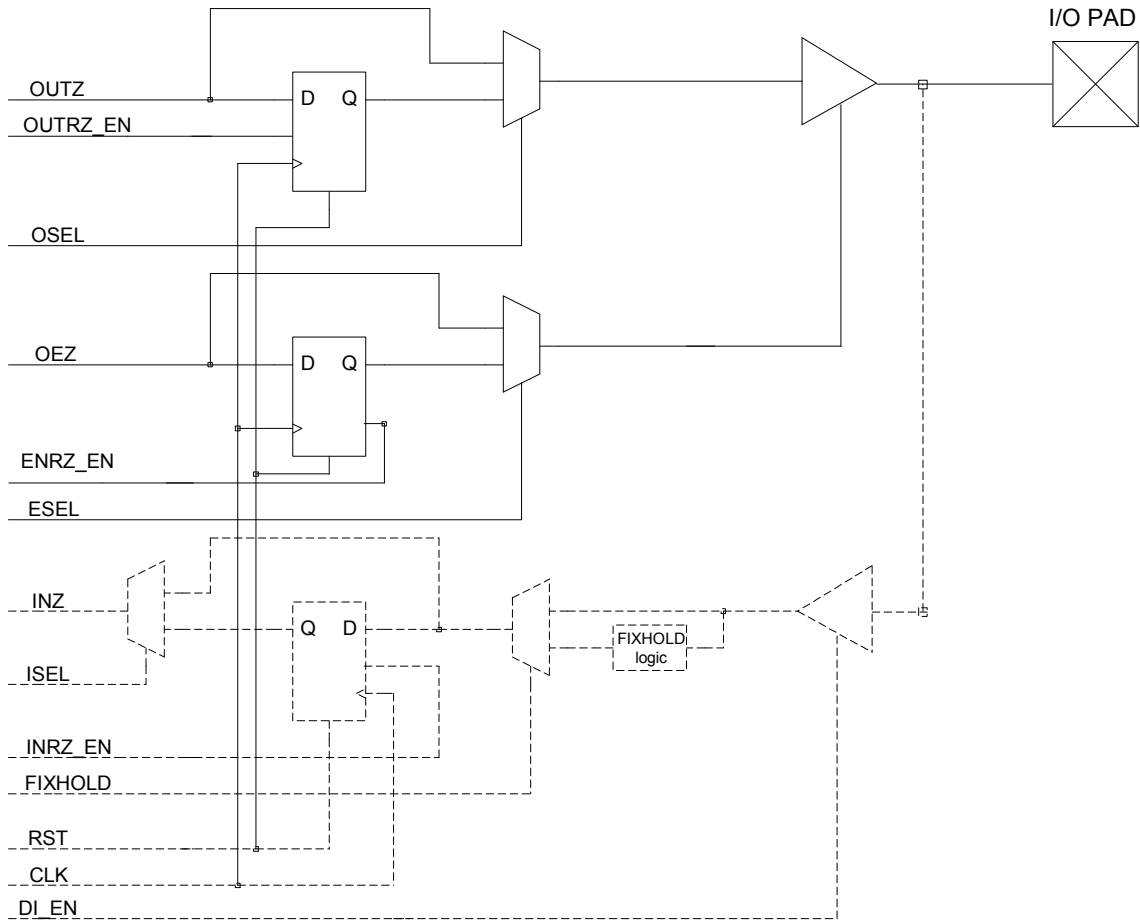 I/O PAD
OUTZ
D Q
OUTRZ_EN
OSEL
OEZ
D Q
ENRZ_EN
ESEL
INZ
Q D
FIXHOLD
logic
ISEL
INRZ_EN
FIXHOLD
RST
CLK
DI_EN